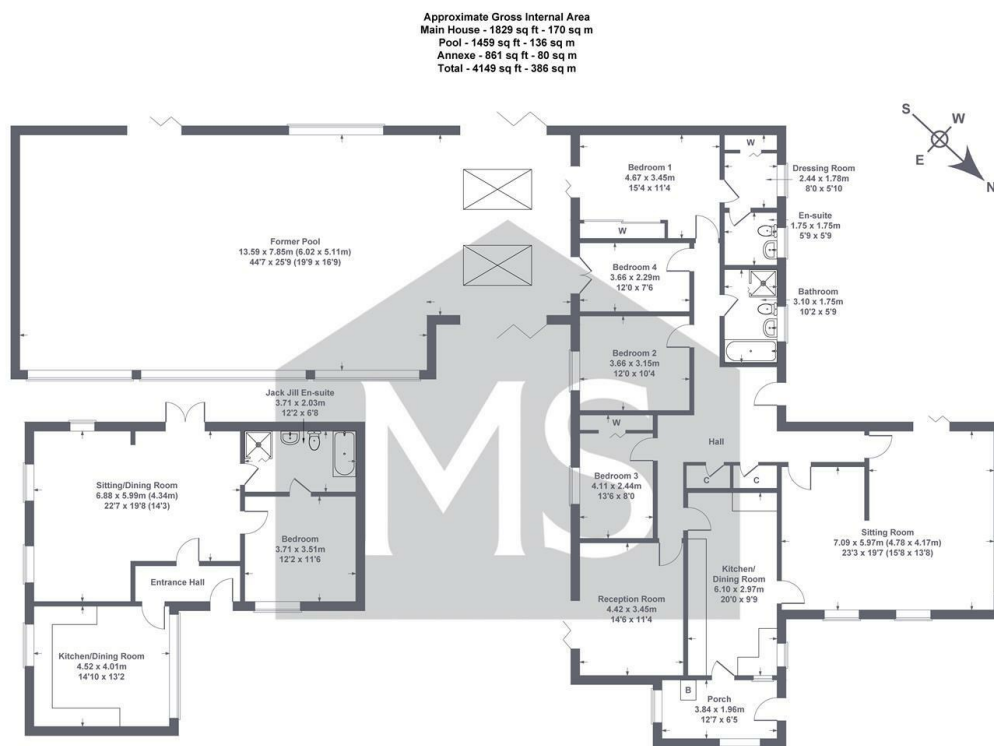 Approximate Gross Internal Area
Main House - 1829 sq ft - 170 sq m
Pool - 1459 sq ft - 136 sq m
Annexe - 861 sq ft - 80 sq m
Total - 4149 sq ft - 386 sq m
S
W
E
N
Former Pool
13.59 x 7.85m (6.02 x 5.11m)
44'7 x 25'9 (19'9 x 16'9)
Bedroom 1
4.67 x 3.45m
15'4 x 11'4
W
W
Dressing Room
2.44 x 1.78m
8'0 x 5'10
En-suite
1.75 x 1.75m
5'9 x 5'9
Bedroom 4
3.66 x 2.29m
12'0 x 7'6
Bathroom
3.10 x 1.75m
10'2 x 5'9
Bedroom 2
3.66 x 3.15m
12'0 x 10'4
Jack Jill En-suite
3.71 x 2.03m
12'2 x 6'8
MS
W
Hall
C
C
Bedroom 3
4.11 x 2.44m
13'6 x 8'0
Sitting/Dining Room
6.88 x 5.99m (4.34m)
22'7 x 19'8 (14'3)
Bedroom
3.71 x 3.51m
12'2 x 11'6
Sitting Room
7.09 x 5.97m (4.78 x 4.17m)
23'3 x 19'7 (15'8 x 13'8)
Kitchen/
Dining Room
6.10 x 2.97m
20'0 x 9'9
Entrance Hall
Reception Room
4.42 x 3.45m
14'6 x 11'4
Kitchen/Dining Room
4.52 x 4.01m
14'10 x 13'2
B
Porch
3.84 x 1.96m
12'7 x 6'5